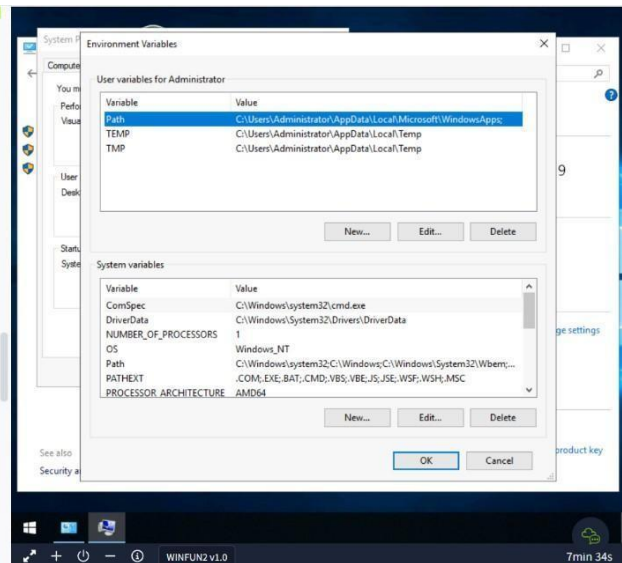 System P
Environment Variables
Compute
User variables for Administrator
You m
Perfo
Visua
Variable Value
Path C:\Users\Administrator\AppData\Local\Microsoft\WindowsApps;
TEMP C:\Users\Administrator\AppData\Local\Temp
TMP C:\Users\Administrator\AppData\Local\Temp
User
Desk
9
New... Edit... Delete
Startu
Syste
System variables
Variable Value
ComSpec C:\Windows\system32\cmd.exe
DriverData C:\Windows\System32\Drivers\DriverData
NUMBER_OF_PROCESSORS 1
OS Windows_NT
Path C:\Windows\system32;C:\Windows;C:\Windows\System32\Wbem;...
PATHEXT .COM;.EXE;.BAT;.CMD;.VBS;.VBE;.JS;.JSE;.WSF;.WSH;.MSC
PROCESSOR_ARCHITECTURE AMD64
ge settings
New... Edit... Delete
See also
Security a
OK Cancel
product key
WINFUN2 v1.0
7min 34s